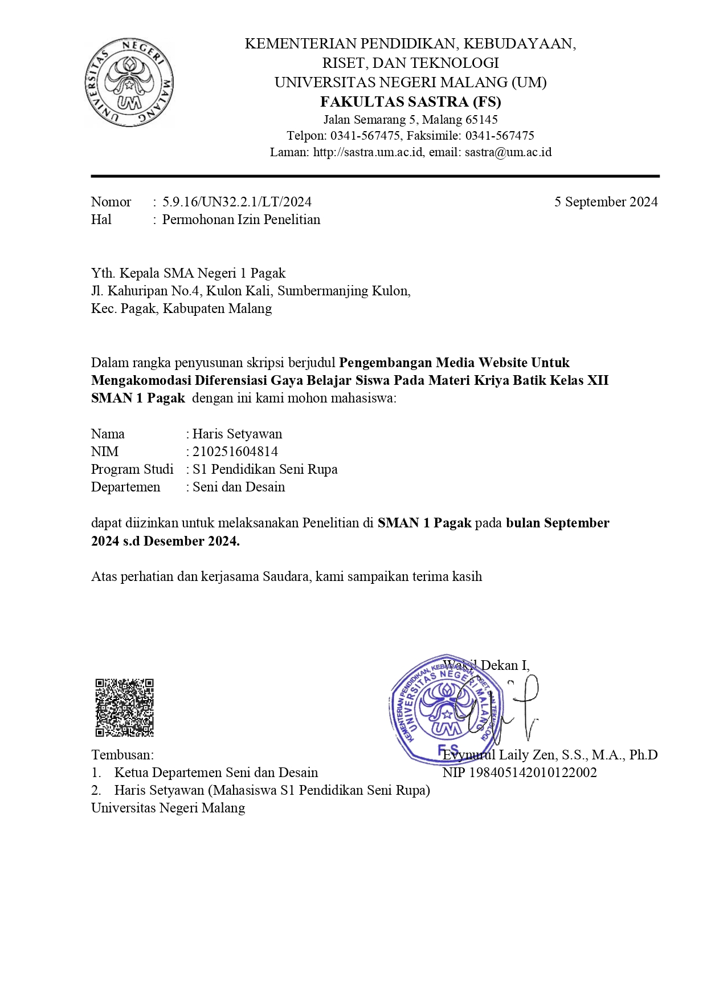 UNIVERSITAS NEGERI MALANG
UM
KEMENTERIAN PENDIDIKAN, KEBUDAYAAN,
RISET, DAN TEKNOLOGI
UNIVERSITAS NEGERI MALANG (UM)
FAKULTAS SASTRA (FS)
Jalan Semarang 5, Malang 65145
Telpon: 0341-567475, Faksimile: 0341-567475
Laman: http://sastra.um.ac.id, email: sastra@um.ac.id
Nomor : 5.9.16/UN32.2.1/LT/2024 5 September 2024
Hal : Permohonan Izin Penelitian
Yth. Kepala SMA Negeri 1 Pagak
Jl. Kahuripan No.4, Kulon Kali, Sumbermanjing Kulon,
Kec. Pagak, Kabupaten Malang
Dalam rangka penyusunan skripsi berjudul Pengembangan Media Website Untuk
Mengakomodasi Diferensiasi Gaya Belajar Siswa Pada Materi Kriya Batik Kelas XII
SMAN 1 Pagak dengan ini kami mohon mahasiswa:
Nama : Haris Setyawan
NIM : 210251604814
Program Studi : S1 Pendidikan Seni Rupa
Departemen : Seni dan Desain
dapat diizinkan untuk melaksanakan Penelitian di SMAN 1 Pagak pada bulan September
2024 s.d Desember 2024.
Atas perhatian dan kerjasama Saudara, kami sampaikan terima kasih
Wakil Dekan I,
KEMENTERIAN PENDIDIKAN, KEBUDAYAAN, RISET, DAN TEKNOLOGI
UNIVERSITAS NEGERI MALANG
UM
FS
Evynurul Laily Zen, S.S., M.A., Ph.D
NIP 198405142010122002
Tembusan:
1. Ketua Departemen Seni dan Desain
2. Haris Setyawan (Mahasiswa S1 Pendidikan Seni Rupa)
Universitas Negeri Malang